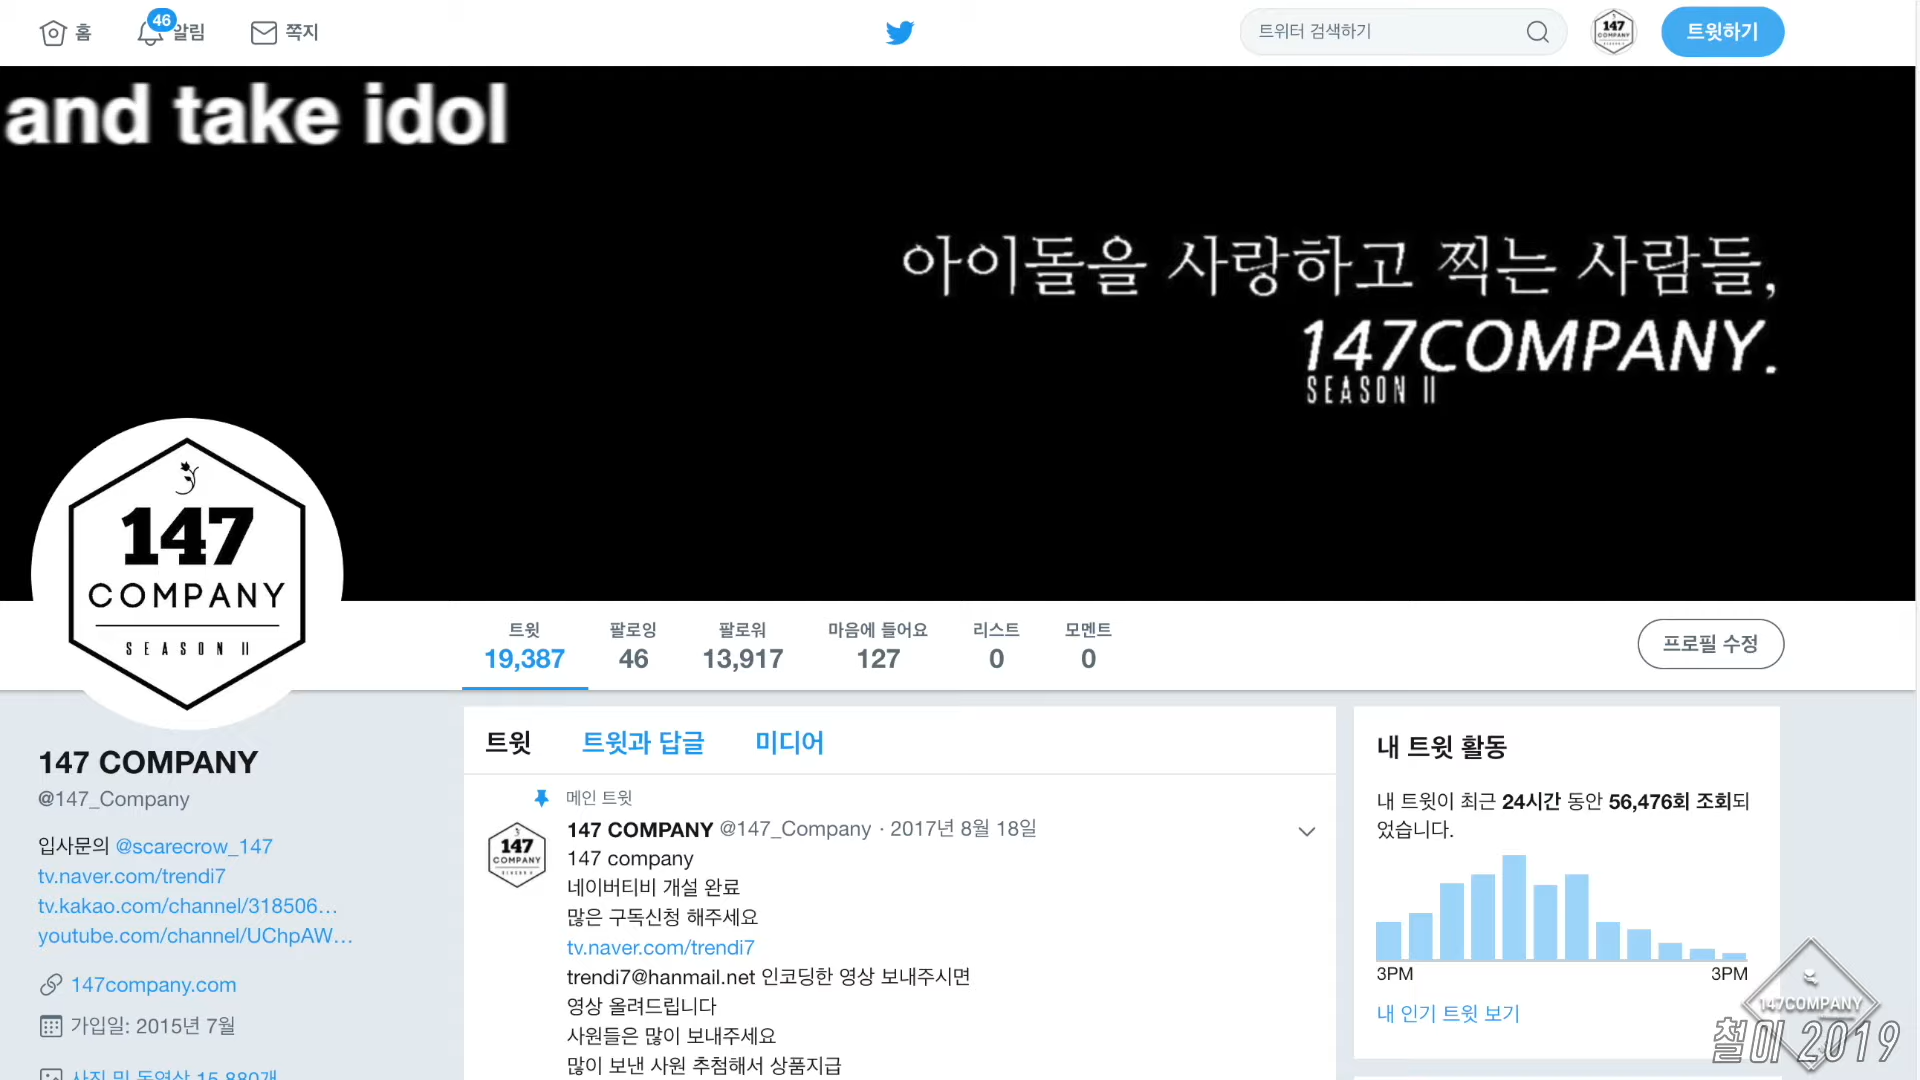 홈
46
알림
쪽지
트위터 검색하기
147
COMPANY
트윗하기
and take idol
아이돌을 사랑하고 찍는 사람들,
147COMPANY.
SEASON II
147
COMPANY
SEASON II
트윗 19,387
팔로잉 46
팔로워 13,917
마음에 들어요 127
리스트 0
모멘트 0
프로필 수정
147 COMPANY
@147_Company
입사문의 @scarecrow_147
tv.naver.com/trendi7
tv.kakao.com/channel/318506…
youtube.com/channel/UChpAW…
147company.com
가입일: 2015년 7월
사진 및 동영상 15,880개
트윗 트윗과 답글 미디어
메인 트윗
147
COMPANY
SEASON II
147 COMPANY @147_Company · 2017년 8월 18일
147 company
네이버티비 개설 완료
많은 구독신청 해주세요
tv.naver.com/trendi7
trendi7@hanmail.net 인코딩한 영상 보내주시면
영상 올려드립니다
사원들은 많이 보내주세요
많이 보낸 사원 추첨해서 상품지급
내 트윗 활동
내 트윗이 최근 24시간 동안 56,476회 조회되
었습니다.
3PM 3PM
내 인기 트윗 보기
147COMPANY
철이 2019